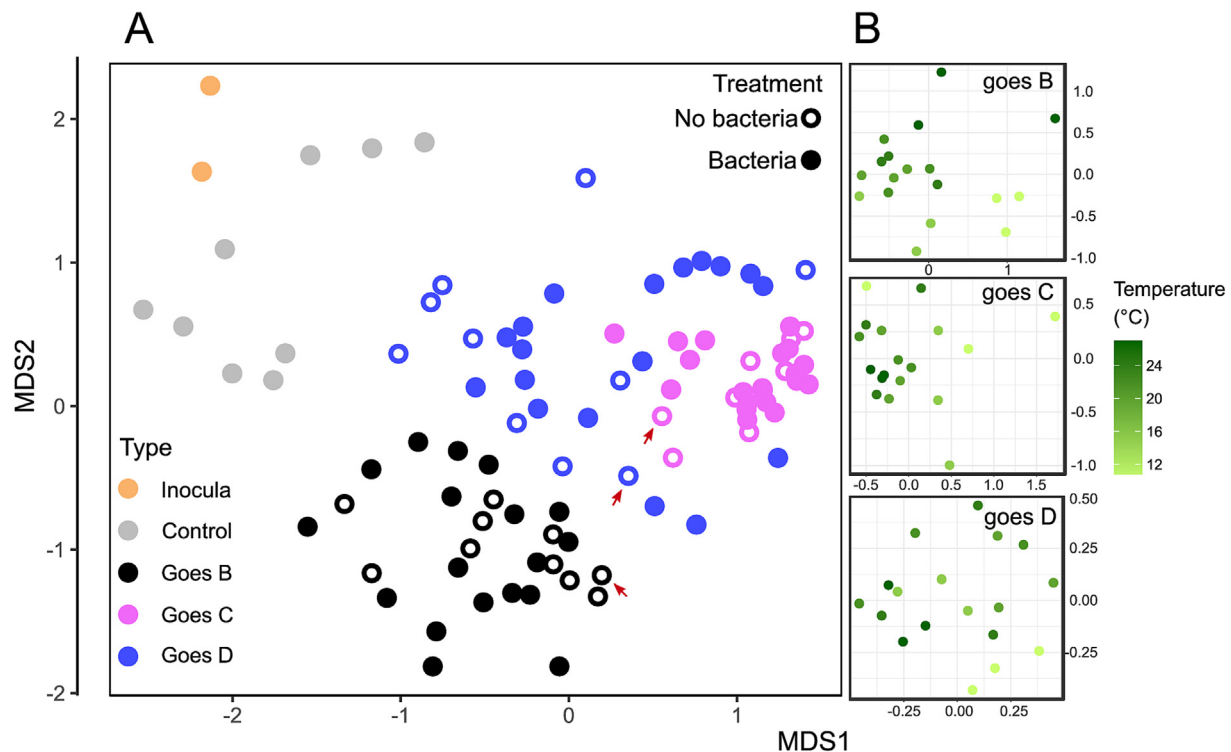 A
B
Treatment
No bacteria
Bacteria
MDS2
2
1
0
-1
-2
Type
Inocula
Control
Goes B
Goes C
Goes D
-2
-1
0
1
MDS1
goes B
1.0
0.5
0.0
-0.5
-1.0
0
1
goes C
0.5
0.0
-0.5
-1.0
-0.5
0.0
0.5
1.0
1.5
goes D
0.50
0.25
0.00
-0.25
-0.25
0.00
0.25
Temperature
(°C)
24
20
16
12